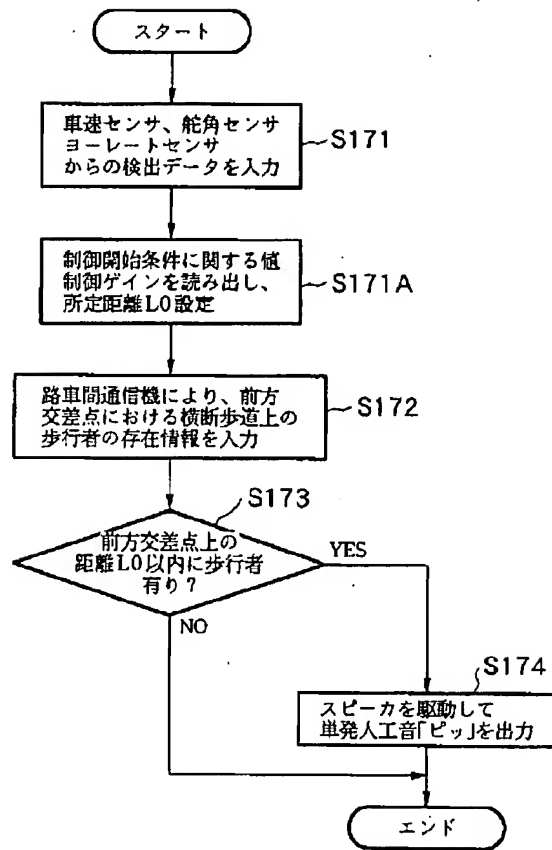 スタート
車速センサ、舵角センサ
ヨーレートセンサ
からの検出データを入力
S171
制御開始条件に関する値
制御ゲインを読み出し、
所定距離L0設定
S171A
路車間通信機により、前方
交差点における横断歩道上の
歩行者の存在情報を入力
S172
S173
前方交差点上の
距離L0以内に歩行者
有り?
YES
NO
S174
スピーカを駆動して
単発人工音「ピッ」を出力
エンド